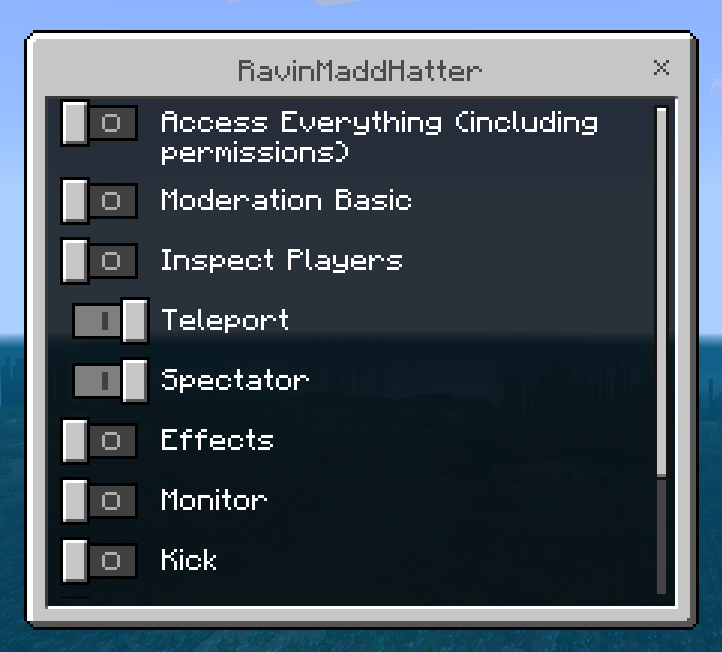 RavinMaddHatter
Access Everything (including
permissions)
Moderation Basic
Inspect Players
Teleport
Spectator
Effects
Monitor
Kick